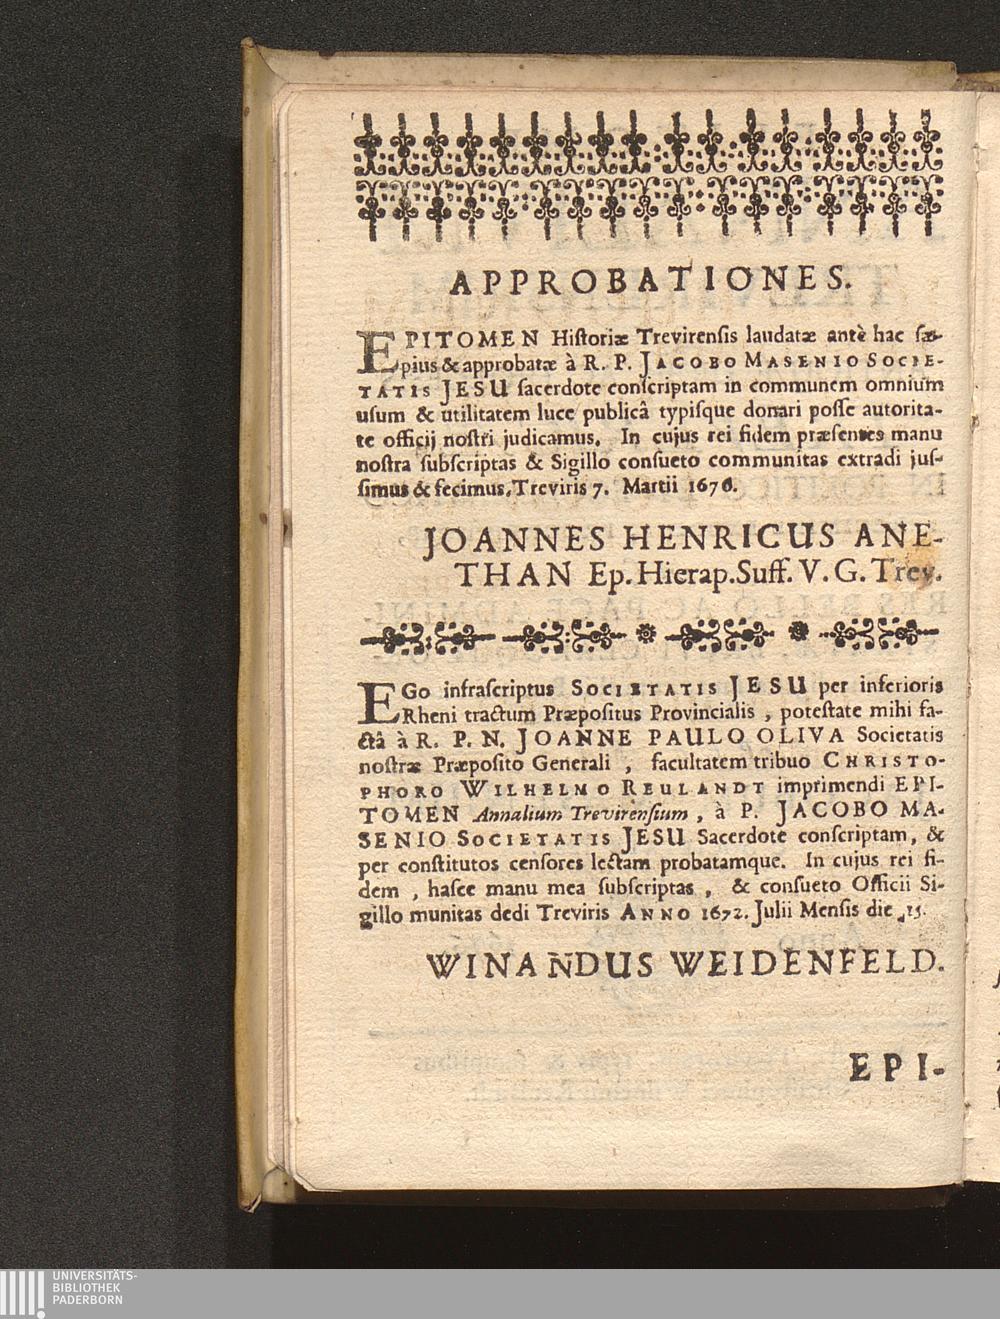 APPROBATIONES.
EPITOMEN Historiæ Trevirensis laudatæ antè hac sæ-
pius & approbatæ à R. P. JACOBO MASENIO SOCIE-
TATIS JESU sacerdote conscriptam in communem omnium
usum & utilitatem luce publicâ typisque donari posse autorita-
te officij nostri judicamus. In cujus rei fidem præsentes manu
nostra subscriptas & Sigillo consueto communitas extradi jus-
simus & fecimus. Treviris 7. Martii 1676.
JOANNES HENRICUS ANE-
THAN Ep. Hierap. Suff. V. G. Trev.
EGo infrascriptus SOCIETATIS JESU per inferioris
Rheni tractum Præpositus Provincialis, potestate mihi fa-
ctâ à R. P. N. JOANNE PAULO OLIVA Societatis
nostræ Præposito Generali, facultatem tribuo CHRISTO-
PHORO WILHELMO REULANDT imprimendi EPI-
TOMEN Annalium Trevirensium, à P. JACOBO MA-
SENIO SOCIETATIS JESU Sacerdote conscriptam, &
per constitutos censores lectam probatamque. In cujus rei fi-
dem, hasce manu mea subscriptas, & consueto Officii Si-
gillo munitas dedi Treviris ANNO 1672. Julii Mensis die 15.
WINAÑDUS WEIDENFELD.
EPI-
UNIVERSITÄTS-
BIBLIOTHEK
PADERBORN